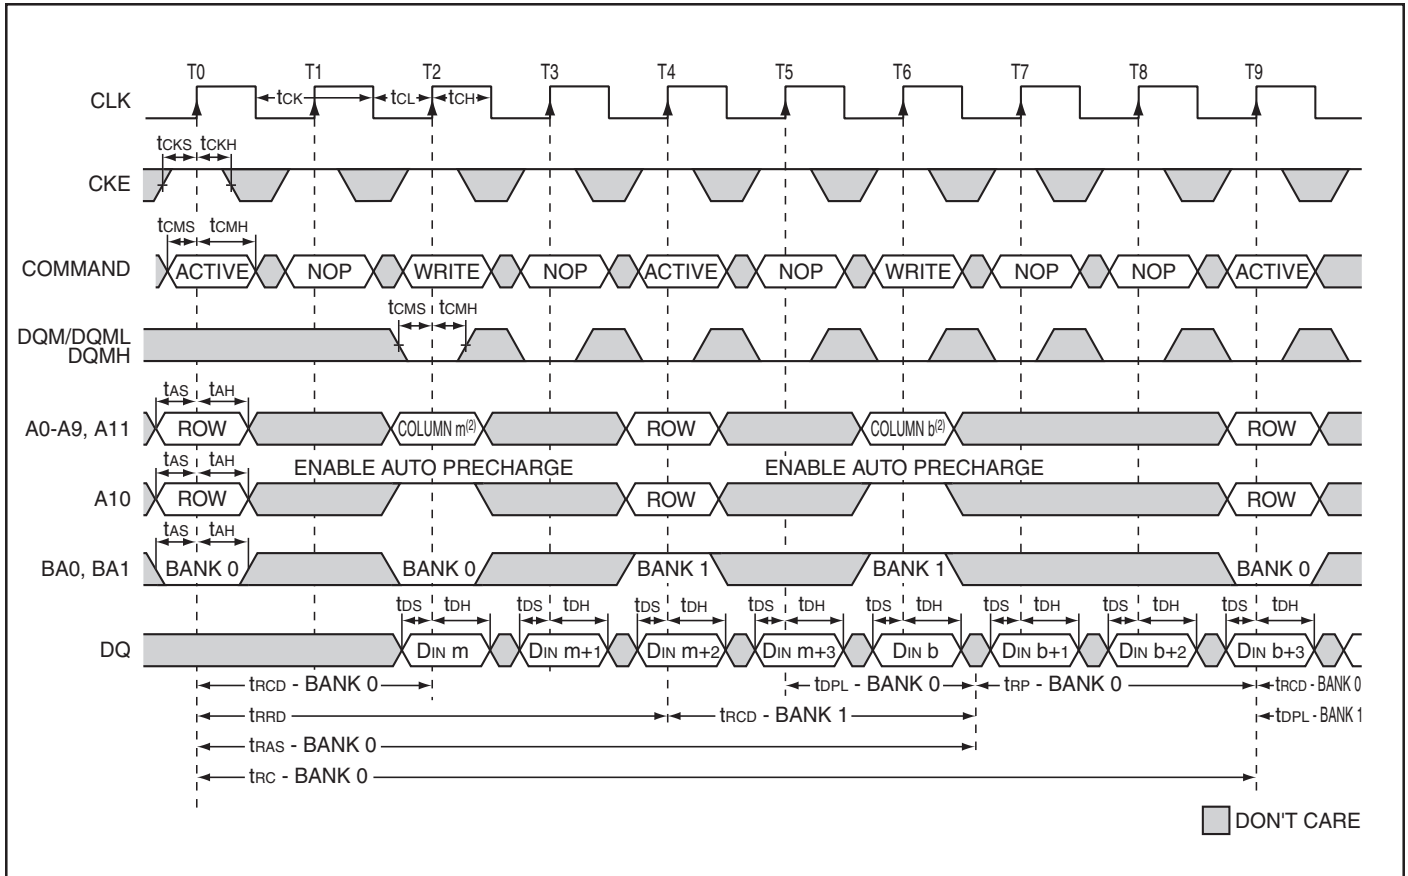 T0 T1 T2 T3 T4 T5 T6 T7 T8 T9
CLK tCK tCL tCH
tCKS tCKH
CKE
tCMS tCMH
COMMAND ACTIVE NOP WRITE NOP ACTIVE NOP WRITE NOP NOP ACTIVE
tCMS tCMH
DQM/DQML
DQMH
tAS tAH
A0-A9, A11 ROW COLUMN m(2) ROW COLUMN b(2) ROW
tAS tAH ENABLE AUTO PRECHARGE ENABLE AUTO PRECHARGE
A10 ROW ROW ROW
tAS tAH
BA0, BA1 BANK 0 BANK 0 BANK 1 BANK 1 BANK 0
tDS tDH tDS tDH tDS tDH tDS tDH tDS tDH tDS tDH tDS tDH tDS tDH
DQ DIN m DIN m+1 DIN m+2 DIN m+3 DIN b DIN b+1 DIN b+2 DIN b+3
tRCD - BANK 0 tDPL - BANK 0 tRP - BANK 0 tRCD - BANK 0
tRRD tRCD - BANK 1 tDPL - BANK 1
tRAS - BANK 0
tRC - BANK 0
DON'T CARE